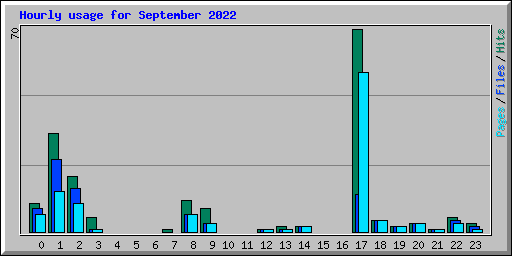 Hourly usage for September 2022
70
Pages/Files/Hits
0 1 2 3 4 5 6 7 8 9 10 11 12 13 14 15 16 17 18 19 20 21 22 23